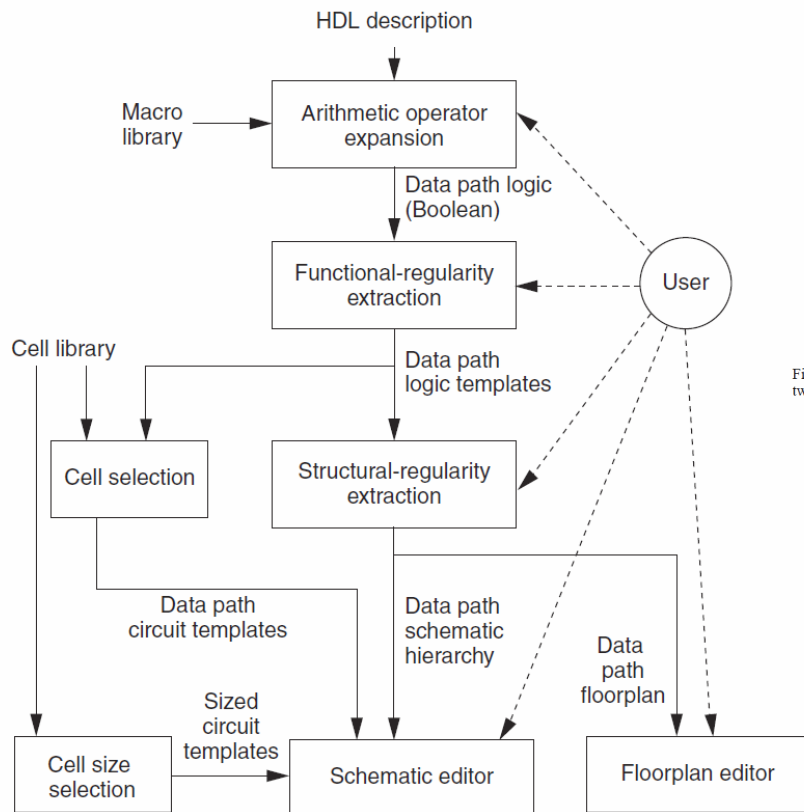 HDL description
Macro
library
Arithmetic operator
expansion
Data path logic
(Boolean)
Functional-regularity
extraction
User
Cell library
Data path
logic templates
Fi
tw
Cell selection
Structural-regularity
extraction
Data path
circuit templates
Data path
schematic
hierarchy
Data
path
floorplan
Sized
circuit
templates
Cell size
selection
Schematic editor
Floorplan editor